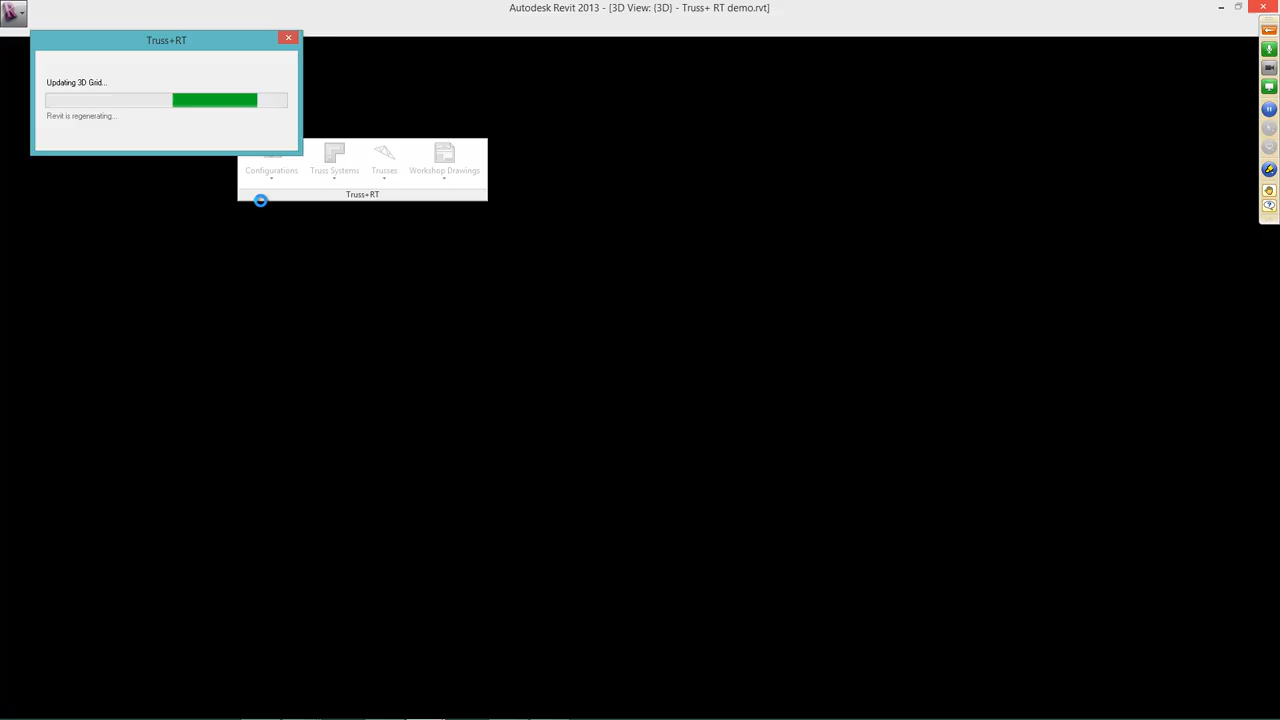 Autodesk Revit 2013 - [3D View: {3D} - Truss+ RT demo.rvt]
Truss+RT
Updating 3D Grid...
Revit is regenerating...
Configurations
Truss Systems
Trusses
Workshop Drawings
Truss+RT